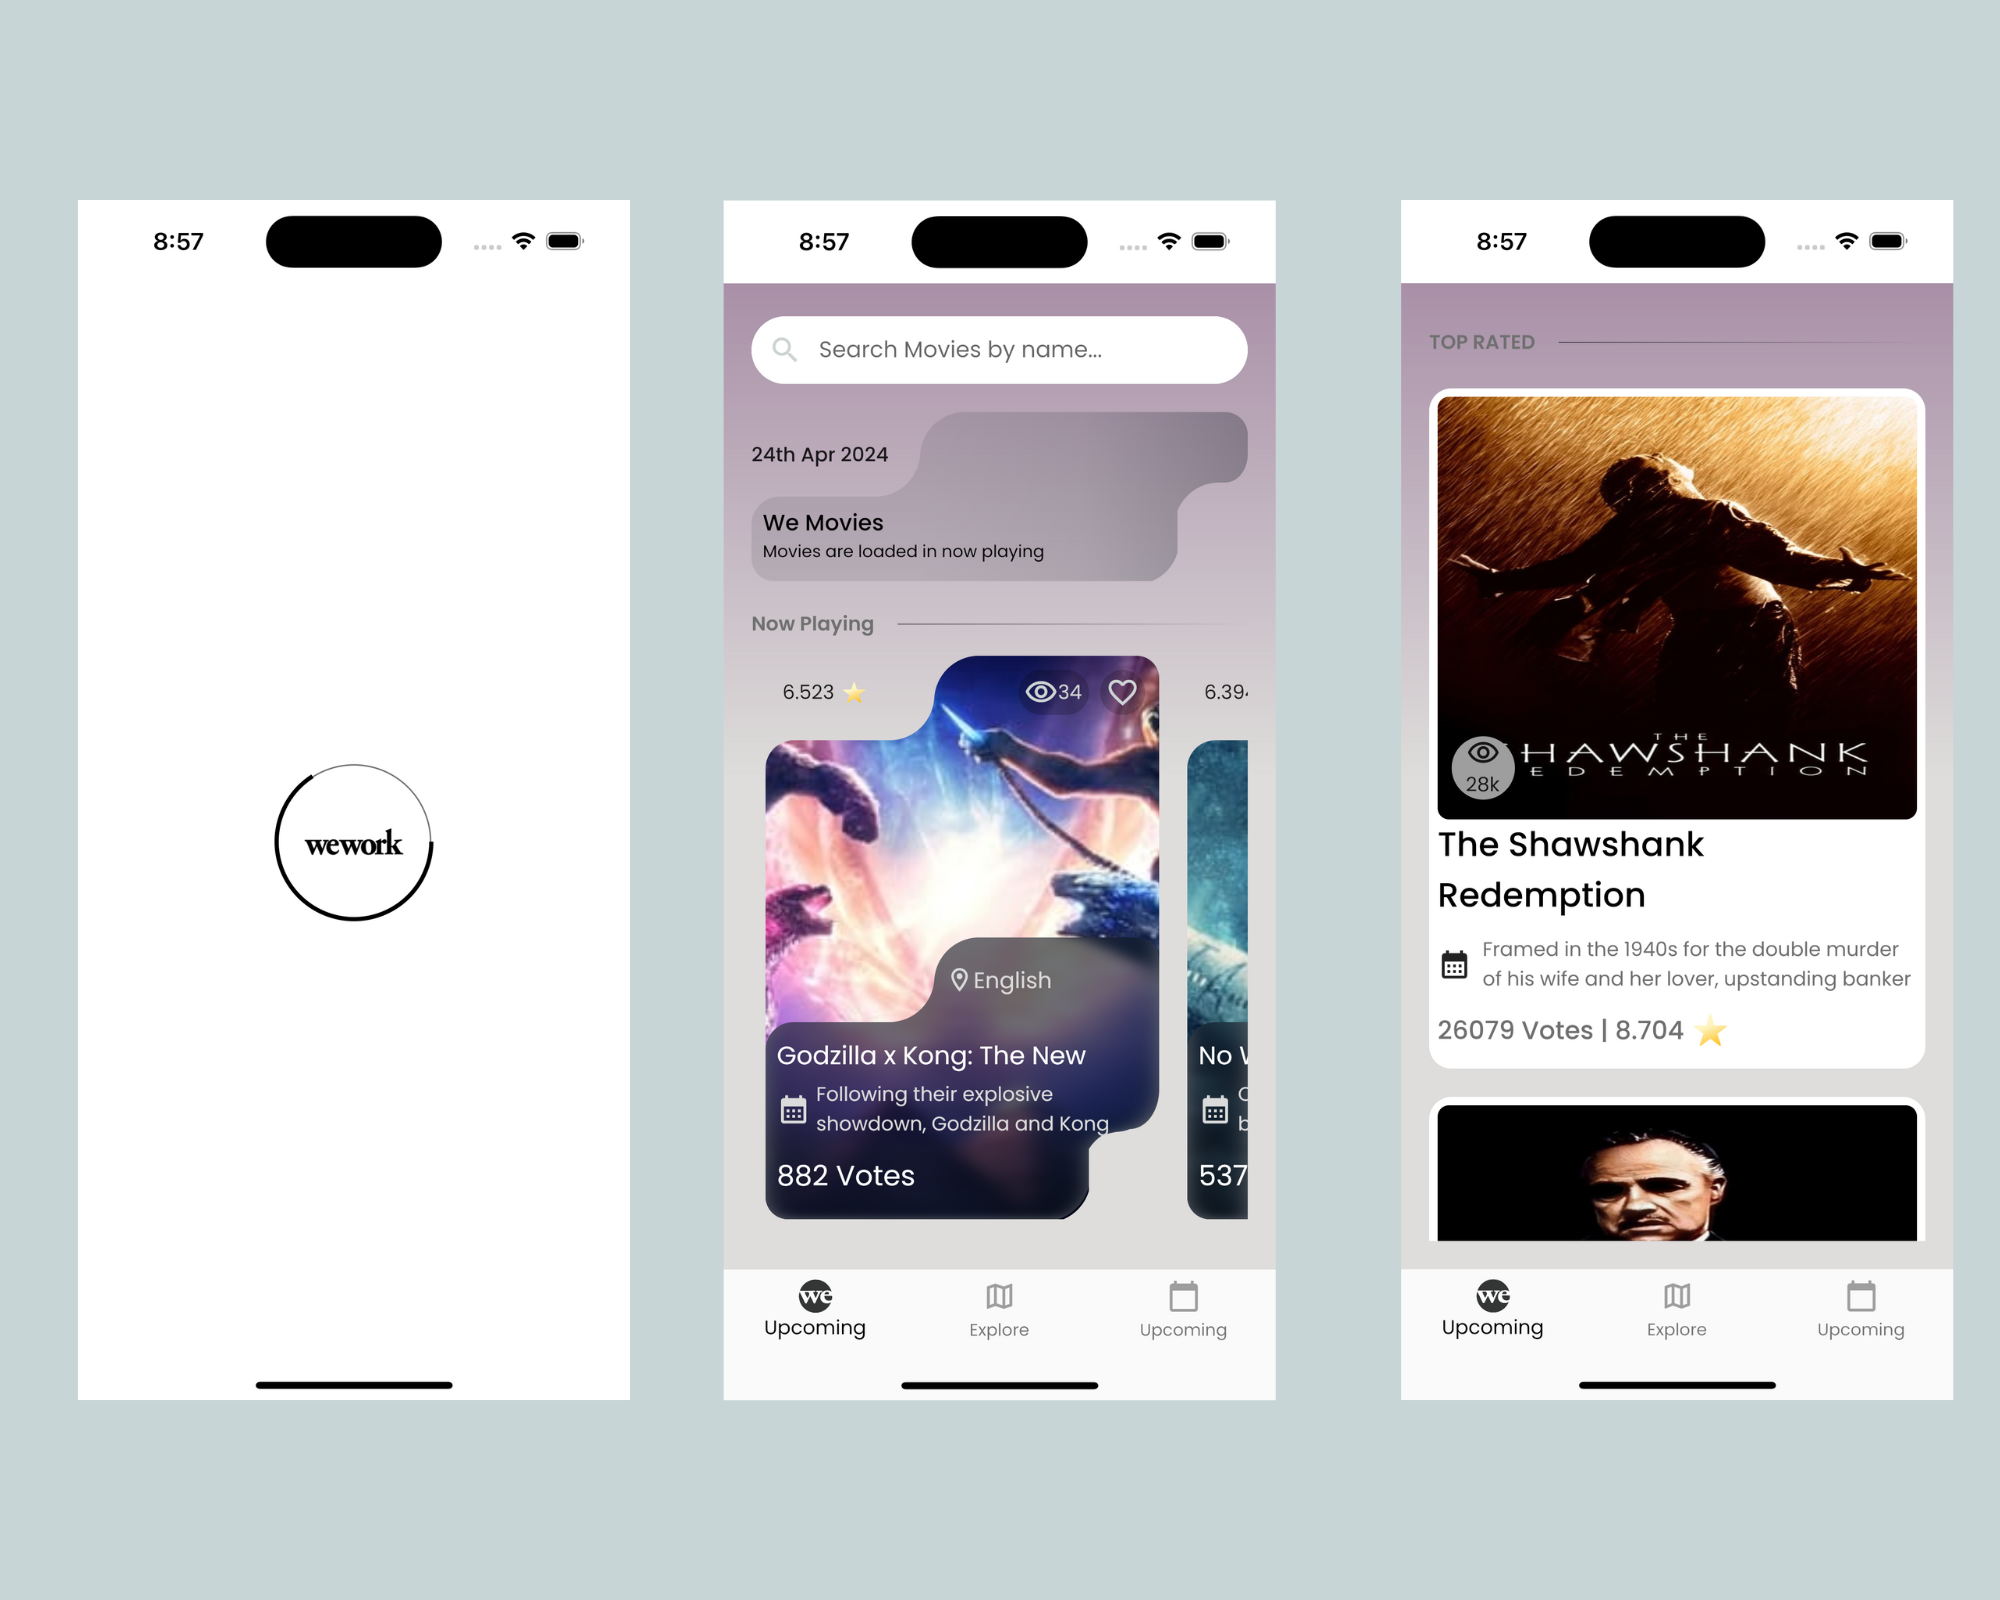 8:57
wework
8:57
Search Movies by name...
24th Apr 2024
We Movies
Movies are loaded in now playing
Now Playing
6.523
34
6.394
English
Godzilla x Kong: The New
Following their explosive
showdown, Godzilla and Kong
882 Votes
No
537
we
Upcoming
Explore
Upcoming
8:57
TOP RATED
THE
HAWSHANK
EDEMPTION
28k
The Shawshank
Redemption
Framed in the 1940s for the double murder
of his wife and her lover, upstanding banker
26079 Votes | 8.704
we
Upcoming
Explore
Upcoming